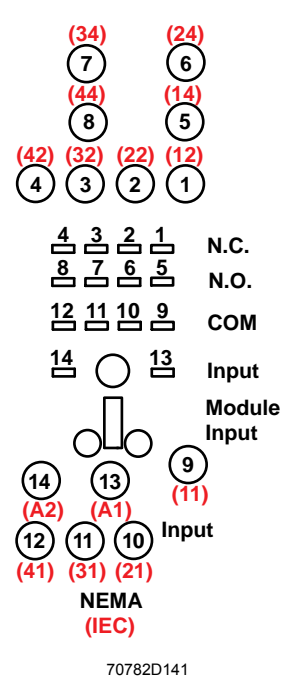 (34) (24)
7 6
(44) (14)
8 5
(42) (32) (22) (12)
4 3 2 1
4 3 2 1 N.C.
8 7 6 5 N.O.
12 11 10 9 COM
14 13 Input
Module
Input
9
14 13
(11)
(A2) (A1)
Input
12 11 10
(41) (31) (21)
NEMA
(IEC)
70782D141